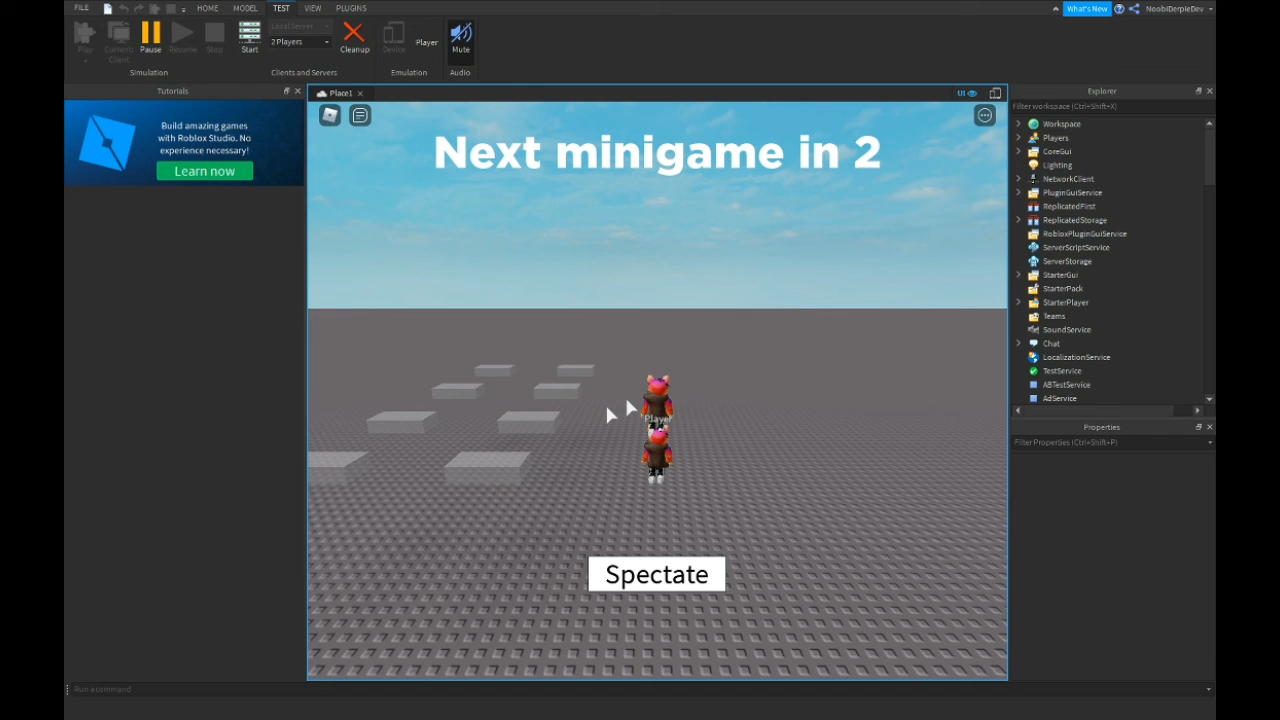 FILE HOME MODEL TEST VIEW PLUGINS What's New NoobiDerpieDev
Play Current: Client Pause Resume Stop Start Local Server 2 Players Cleanup Device Player Mute
Simulation Clients and Servers Emulation Audio
Tutorials
Build amazing games
with Roblox Studio. No
experience necessary!
Learn now
Place1
UI
Next minigame in 2
Player
Spectate
Explorer
Filter workspace (Ctrl+Shift+X)
Workspace
Players
CoreGui
Lighting
NetworkClient
PluginGuiService
ReplicatedFirst
ReplicatedStorage
RobloxPluginGuiService
ServerScriptService
ServerStorage
StarterGui
StarterPack
StarterPlayer
Teams
SoundService
Chat
LocalizationService
TestService
ABTestService
AdService
Properties
Filter Properties (Ctrl+Shift+P)
Run a command